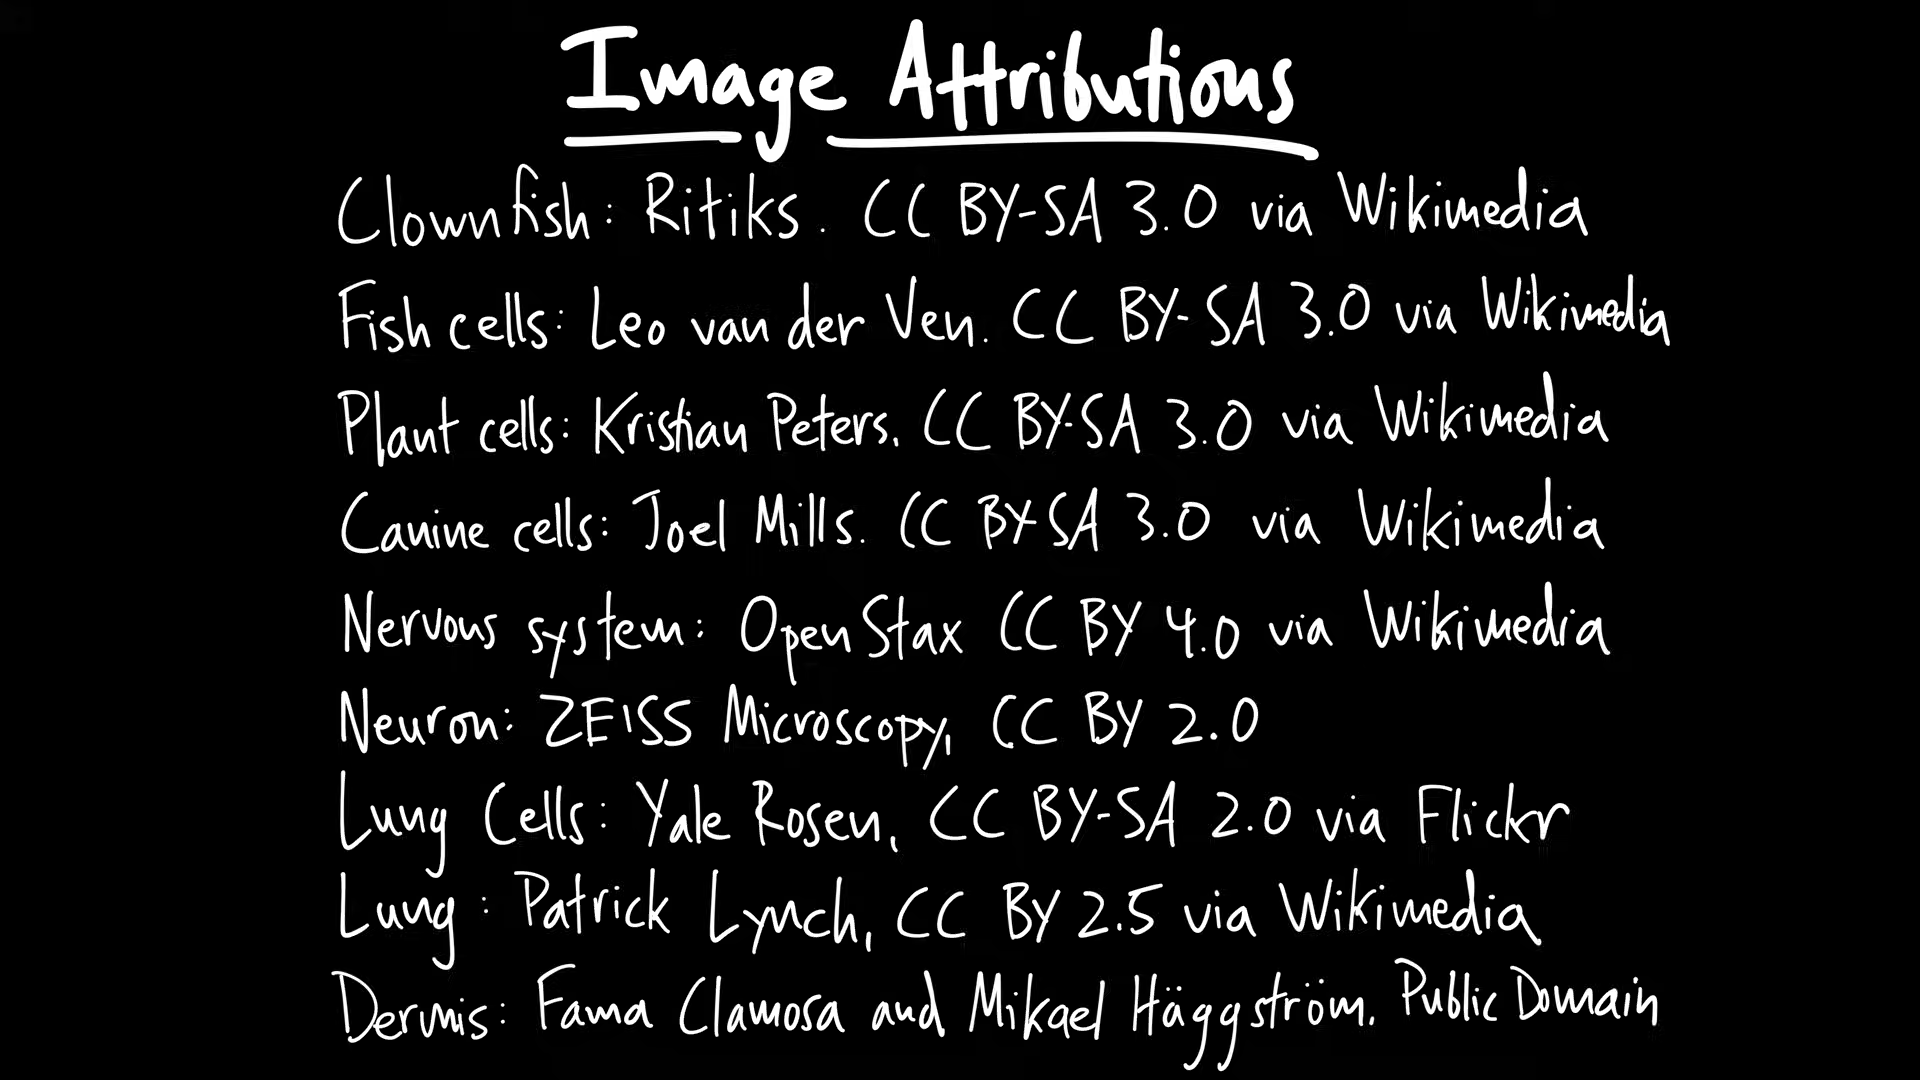 Image Attributions
Clownfish: Ritiks. CC BY-SA 3.0 via Wikimedia
Fish cells: Leo van der Ven. CC BY-SA 3.0 via Wikimedia
Plant cells: Kristian Peters. CC BY-SA 3.0 via Wikimedia
Canine cells: Joel Mills. CC BY-SA 3.0 via Wikimedia
Nervous system: OpenStax CC BY 4.0 via Wikimedia
Neuron: ZEISS Microscopy, CC BY 2.0
Lung Cells: Yale Rosen, CC BY-SA 2.0 via Flickr
Lung: Patrick Lynch, CC BY 2.5 via Wikimedia
Dermis: Fama Clamosa and Mikael Häggström. Public Domain